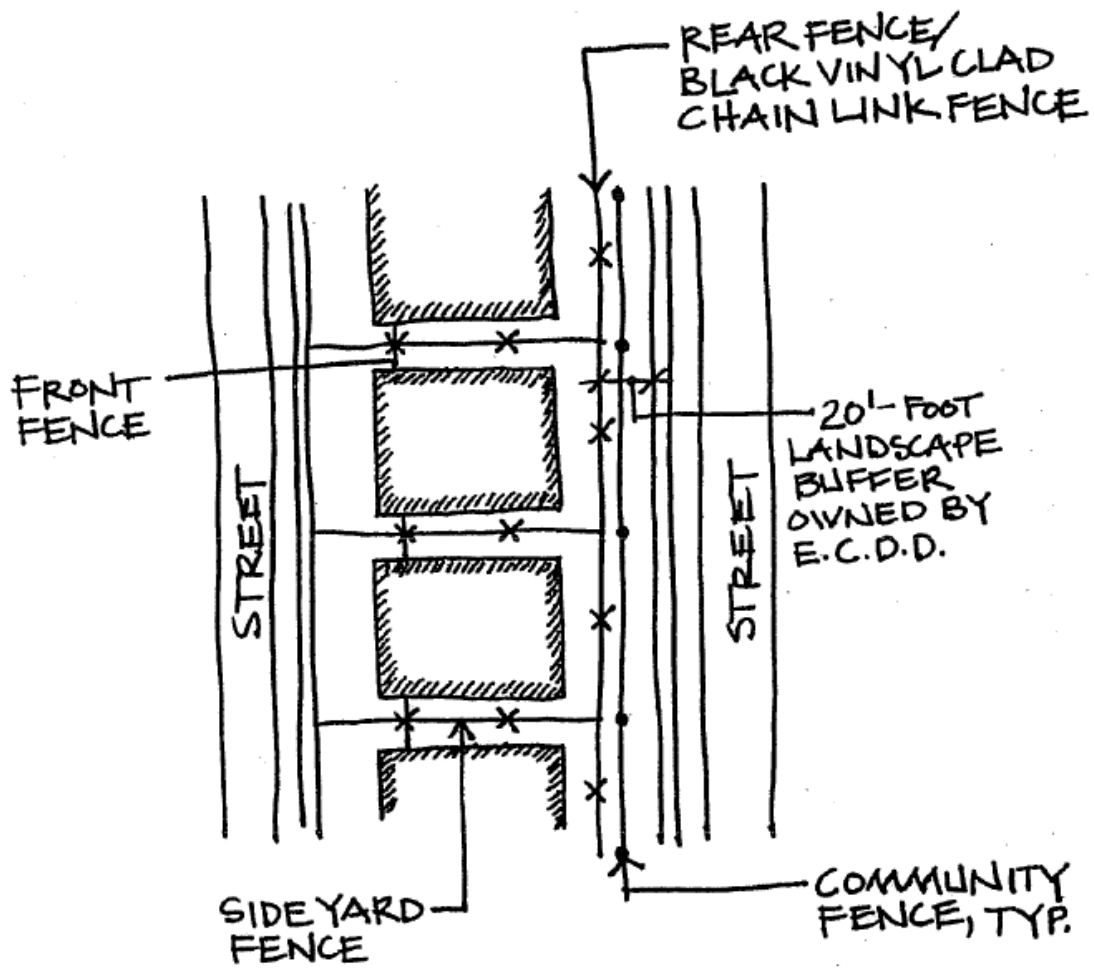 REAR FENCE/
BLACK VINYL CLAD
CHAIN LINK FENCE
FRONT
FENCE
20'-FOOT
LANDSCAPE
BUFFER
OWNED BY
E.C.D.D.
STREET
STREET
SIDE YARD
FENCE
COMMUNITY
FENCE, TYP.